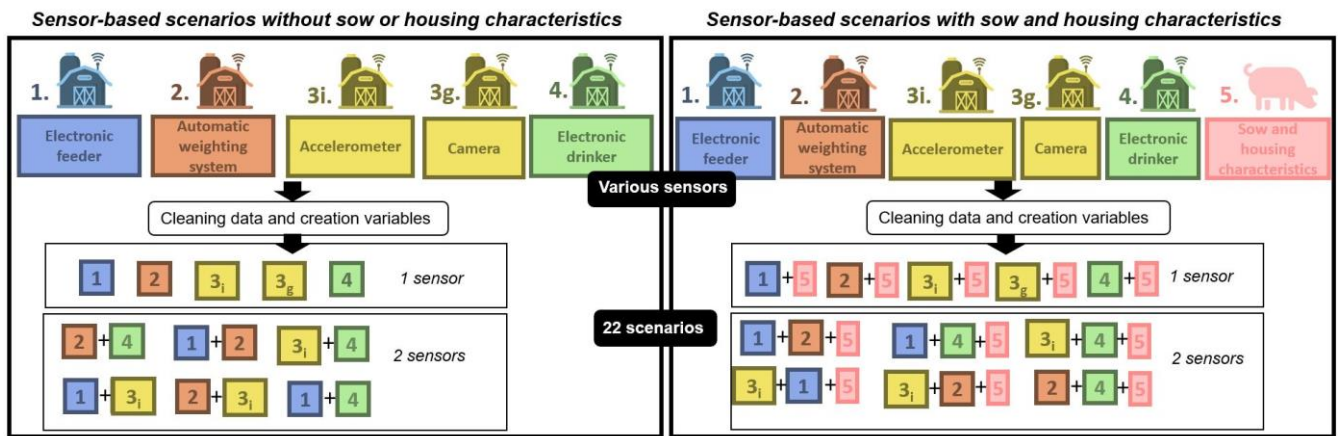 Sensor-based scenarios without sow or housing characteristics
1. 2. 3i. 3g. 4.
Electronic
feeder
Automatic
weighting
system
Accelerometer
Camera
Electronic
drinker
Cleaning data and creation variables
1 2 3i 3g 4 1 sensor
2+4 1+2 3i+4
2 sensors
1+3i 2+3i 1+4
Various sensors
22 scenarios
Sensor-based scenarios with sow and housing characteristics
1. 2. 3i. 3g. 4. 5.
Electronic
feeder
Automatic
weighting
system
Accelerometer
Camera
Electronic
drinker
Sow and
housing
characteristics
Cleaning data and creation variables
1+5 2+5 3i+5 3g+5 4+5 1 sensor
1+2+5 1+4+5 3i+4+5
2 sensors
3i+1+5 3i+2+5 2+4+5